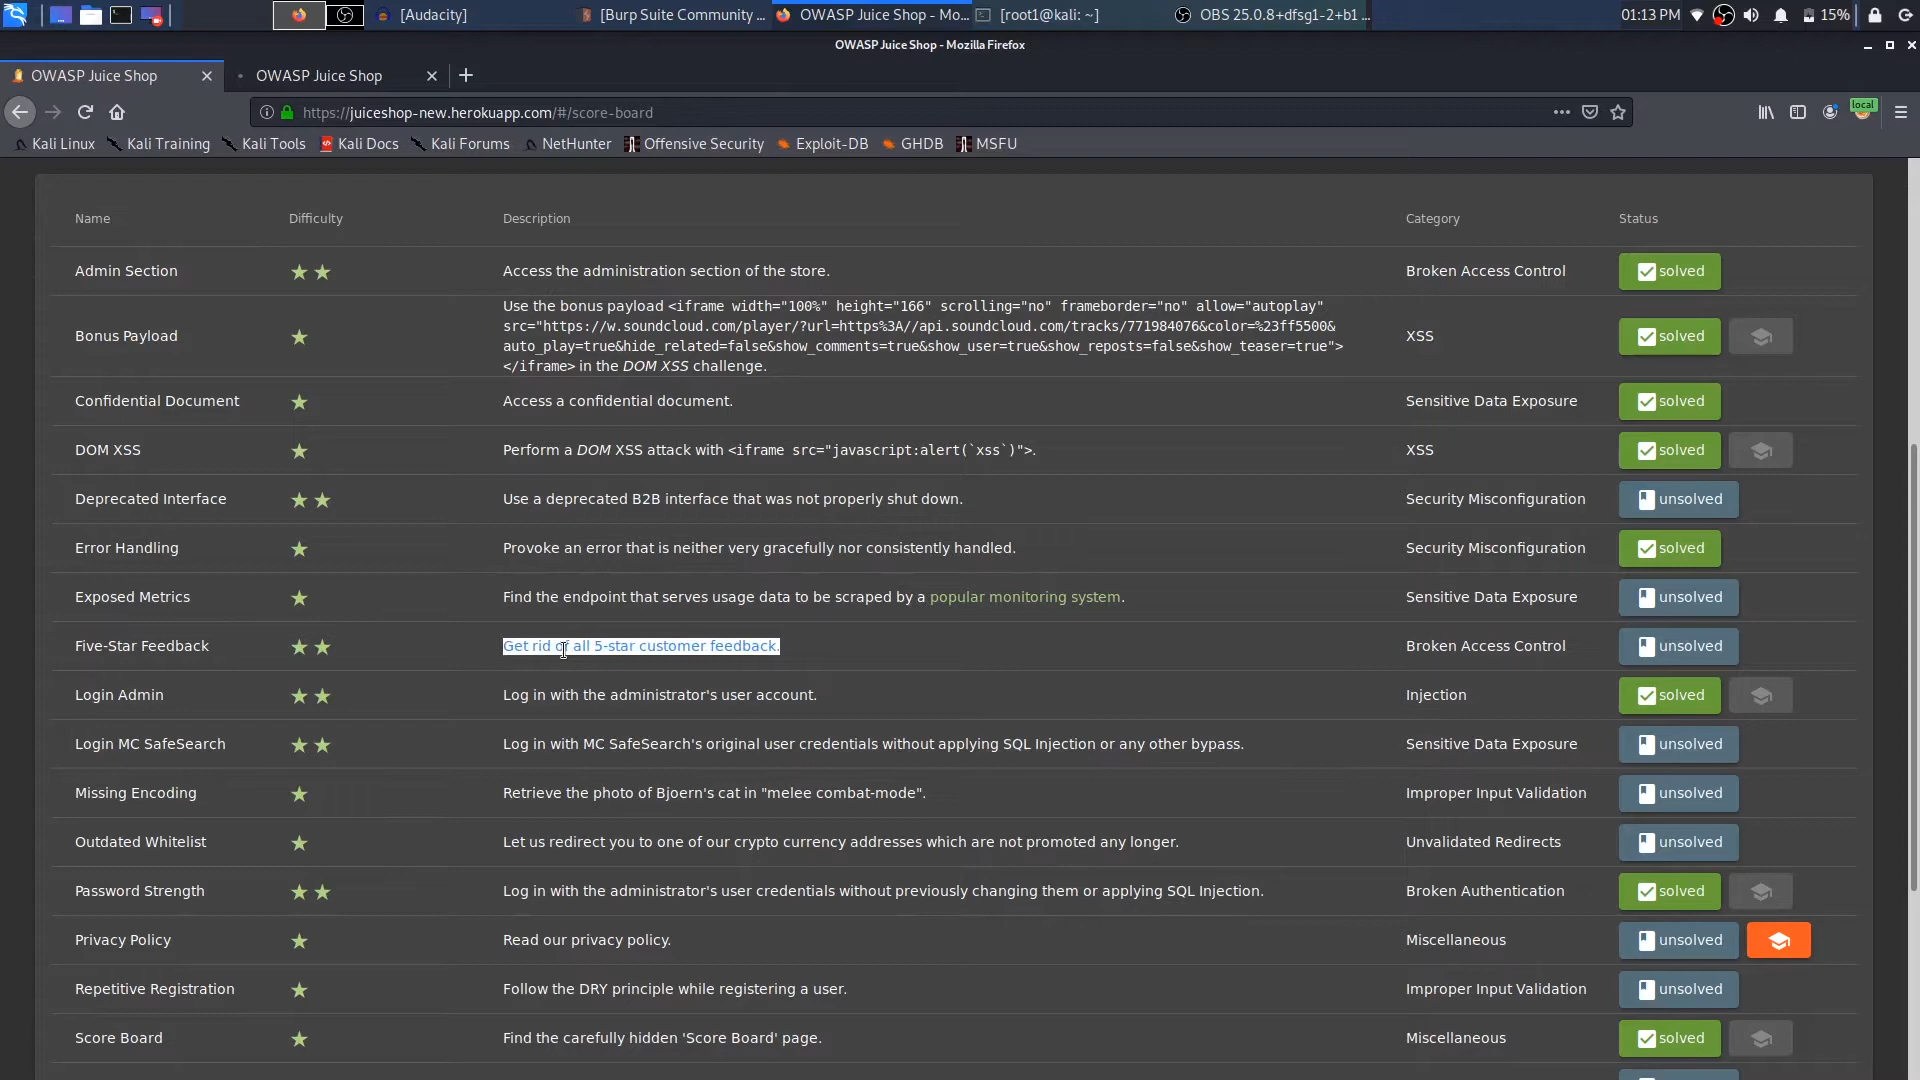 [Audacity] [Burp Suite Community ... OWASP Juice Shop - Mo... [root1@kali: ~] OBS 25.0.8+dfsg1-2+b1 ... 01:13 PM 15%
OWASP Juice Shop - Mozilla Firefox
OWASP Juice Shop OWASP Juice Shop
https://juiceshop-new.herokuapp.com/#/score-board local
Kali Linux Kali Training Kali Tools Kali Docs Kali Forums NetHunter Offensive Security Exploit-DB GHDB MSFU
Name Difficulty Description Category Status
Admin Section Access the administration section of the store. Broken Access Control solved
Use the bonus payload <iframe width="100%" height="166" scrolling="no" frameborder="no" allow="autoplay"
src="https://w.soundcloud.com/player/?url=https%3A//api.soundcloud.com/tracks/771984076&color=%23ff5500&
Bonus Payload XSS solved
auto_play=true&hide_related=false&show_comments=true&show_user=true&show_reposts=false&show_teaser=true">
</iframe> in the DOM XSS challenge.
Confidential Document Access a confidential document. Sensitive Data Exposure solved
DOM XSS Perform a DOM XSS attack with <iframe src="javascript:alert(`xss`)">. XSS solved
Deprecated Interface Use a deprecated B2B interface that was not properly shut down. Security Misconfiguration unsolved
Error Handling Provoke an error that is neither very gracefully nor consistently handled. Security Misconfiguration solved
Exposed Metrics Find the endpoint that serves usage data to be scraped by a popular monitoring system. Sensitive Data Exposure unsolved
Five-Star Feedback Get rid of all 5-star customer feedback. Broken Access Control unsolved
Login Admin Log in with the administrator's user account. Injection solved
Login MC SafeSearch Log in with MC SafeSearch's original user credentials without applying SQL Injection or any other bypass. Sensitive Data Exposure unsolved
Missing Encoding Retrieve the photo of Bjoern's cat in "melee combat-mode". Improper Input Validation unsolved
Outdated Whitelist Let us redirect you to one of our crypto currency addresses which are not promoted any longer. Unvalidated Redirects unsolved
Password Strength Log in with the administrator's user credentials without previously changing them or applying SQL Injection. Broken Authentication solved
Privacy Policy Read our privacy policy. Miscellaneous unsolved
Repetitive Registration Follow the DRY principle while registering a user. Improper Input Validation unsolved
Score Board Find the carefully hidden 'Score Board' page. Miscellaneous solved